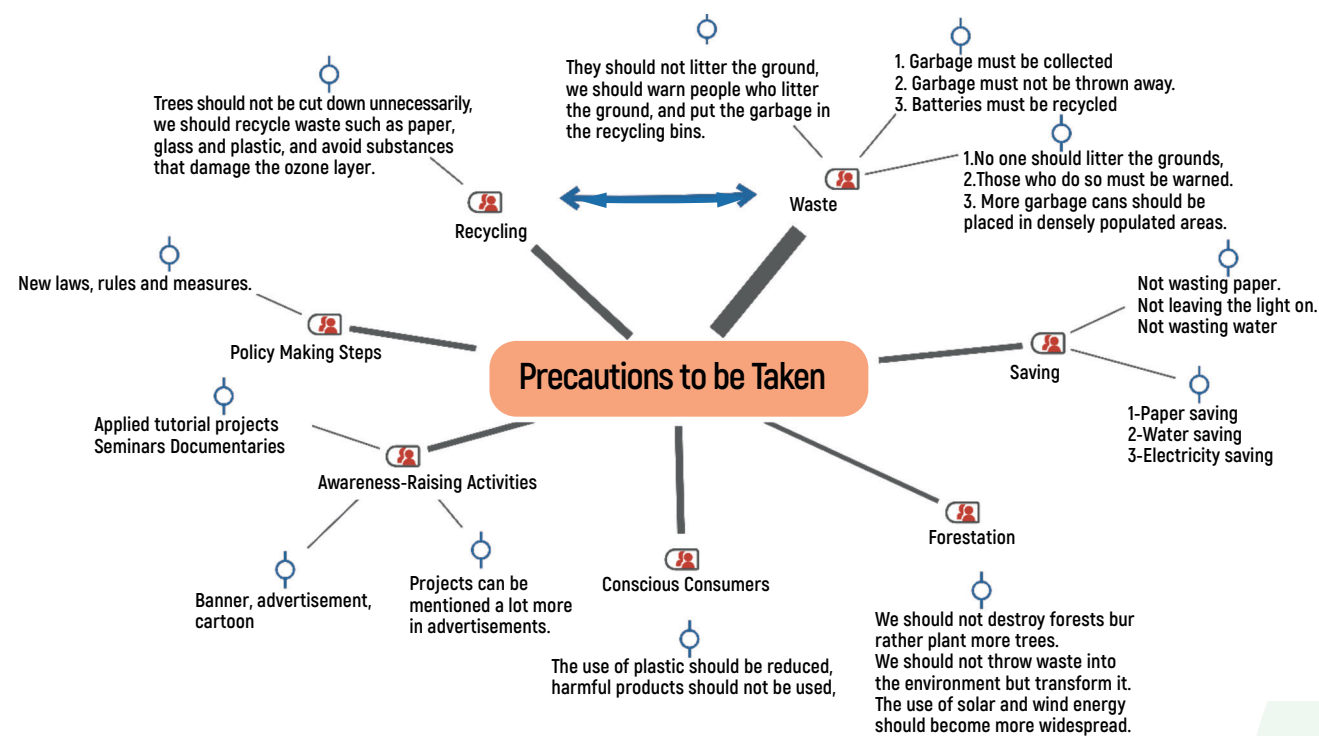 They should not litter the ground,
we should warn people who litter
the ground, and put the garbage in
the recycling bins.
1. Garbage must be collected
2. Garbage must not be thrown away.
3. Batteries must be recycled
Trees should not be cut down unnecessarily,
we should recycle waste such as paper,
glass and plastic, and avoid substances
that damage the ozone layer.
1.No one should litter the grounds,
2.Those who do so must be warned.
3. More garbage cans should be
placed in densely populated areas.
Waste
Recycling
New laws, rules and measures.
Not wasting paper.
Not leaving the light on.
Not wasting water
Policy Making Steps
Precautions to be Taken
Saving
Applied tutorial projects
Seminars Documentaries
1-Paper saving
2-Water saving
3-Electricity saving
Awareness-Raising Activities
Forestation
Conscious Consumers
Banner, advertisement,
cartoon
Projects can be
mentioned a lot more
in advertisements.
The use of plastic should be reduced,
harmful products should not be used,
We should not destroy forests bur
rather plant more trees.
We should not throw waste into
the environment but transform it.
The use of solar and wind energy
should become more widespread.